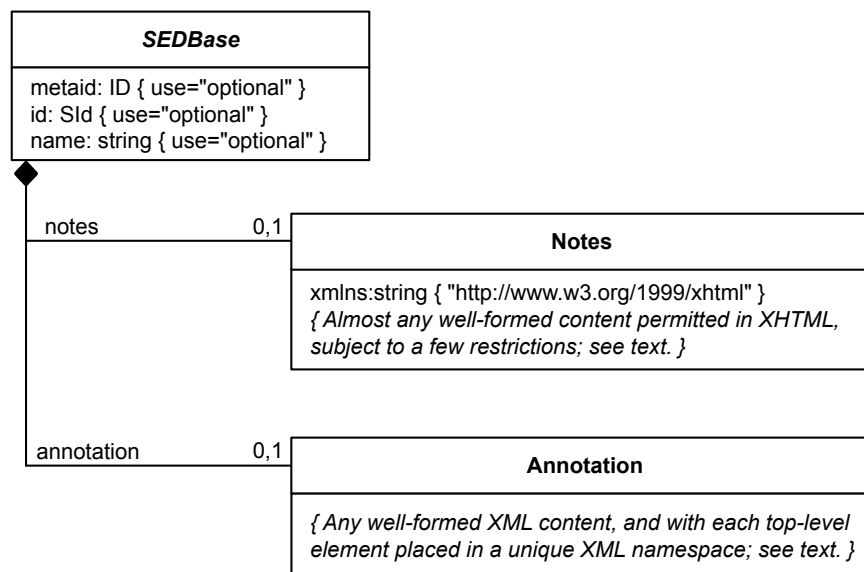 SEDBase
metaid: ID { use="optional" }
id: SId { use="optional" }
name: string { use="optional" }
notes
0,1
Notes
xmlns:string { "http://www.w3.org/1999/xhtml" }
{ Almost any well-formed content permitted in XHTML,
subject to a few restrictions; see text. }
annotation
0,1
Annotation
{ Any well-formed XML content, and with each top-level
element placed in a unique XML namespace; see text. }